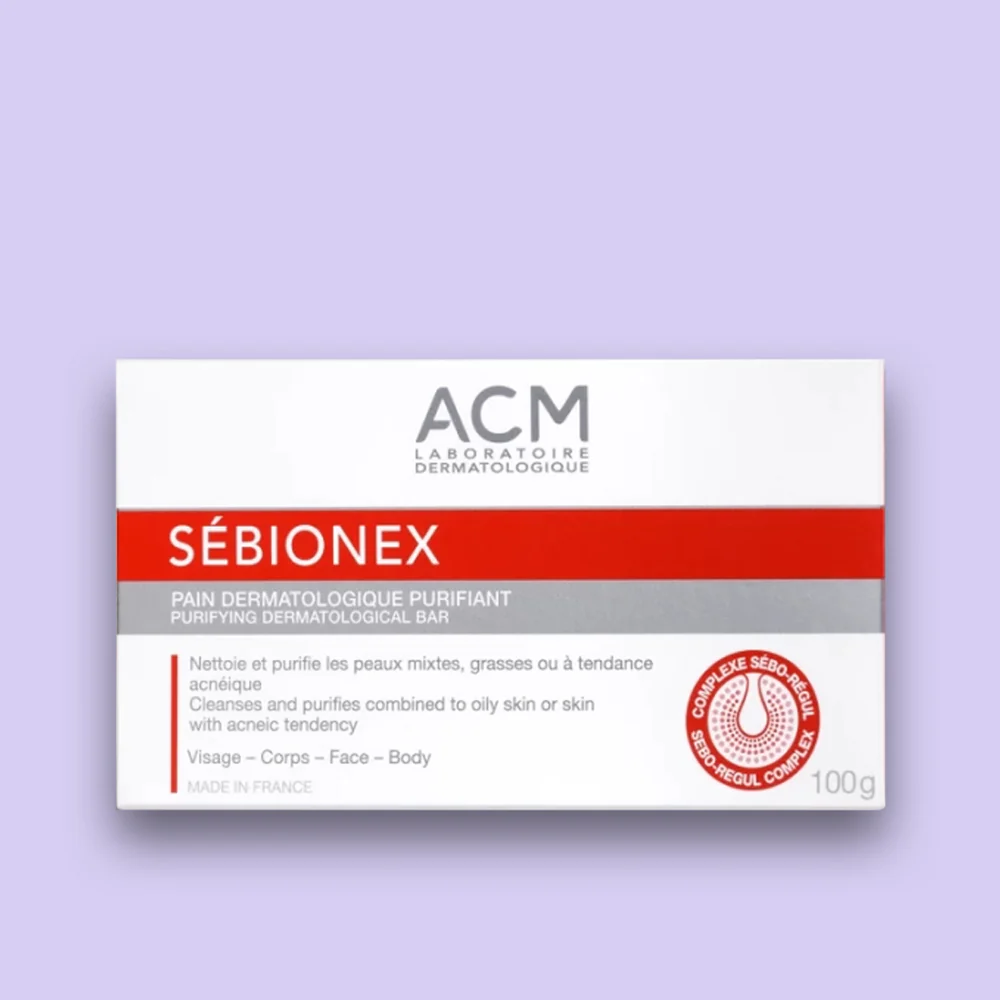 ACM
LABORATOIRE
DERMATOLOGIQUE
SÉBIONEX
PAIN DERMATOLOGIQUE PURIFIANT
PURIFYING DERMATOLOGICAL BAR
Nettoie et purifie les peaux mixtes, grasses ou à tendance
acnéique
Cleanses and purifies combined to oily skin or skin
with acneic tendency
Visage – Corps – Face – Body
MADE IN FRANCE
COMPLEXE SÉBO-RÉGUL
SEBO-REGUL COMPLEX
100g